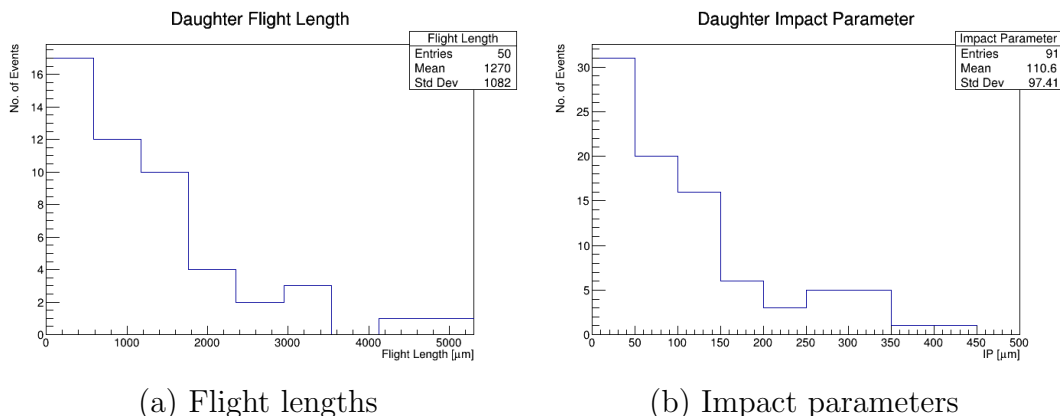 Daughter Flight Length
Flight Length
Entries 50
Mean 1270
Std Dev 1082
No. of Events
16
14
12
10
8
6
4
2
0
0 1000 2000 3000 4000 5000
Flight Length [μm]
(a) Flight lengths
Daughter Impact Parameter
Impact Parameter
Entries 91
Mean 110.6
Std Dev 97.41
No. of Events
30
25
20
15
10
5
0
0 50 100 150 200 250 300 350 400 450 500
IP [μm]
(b) Impact parameters